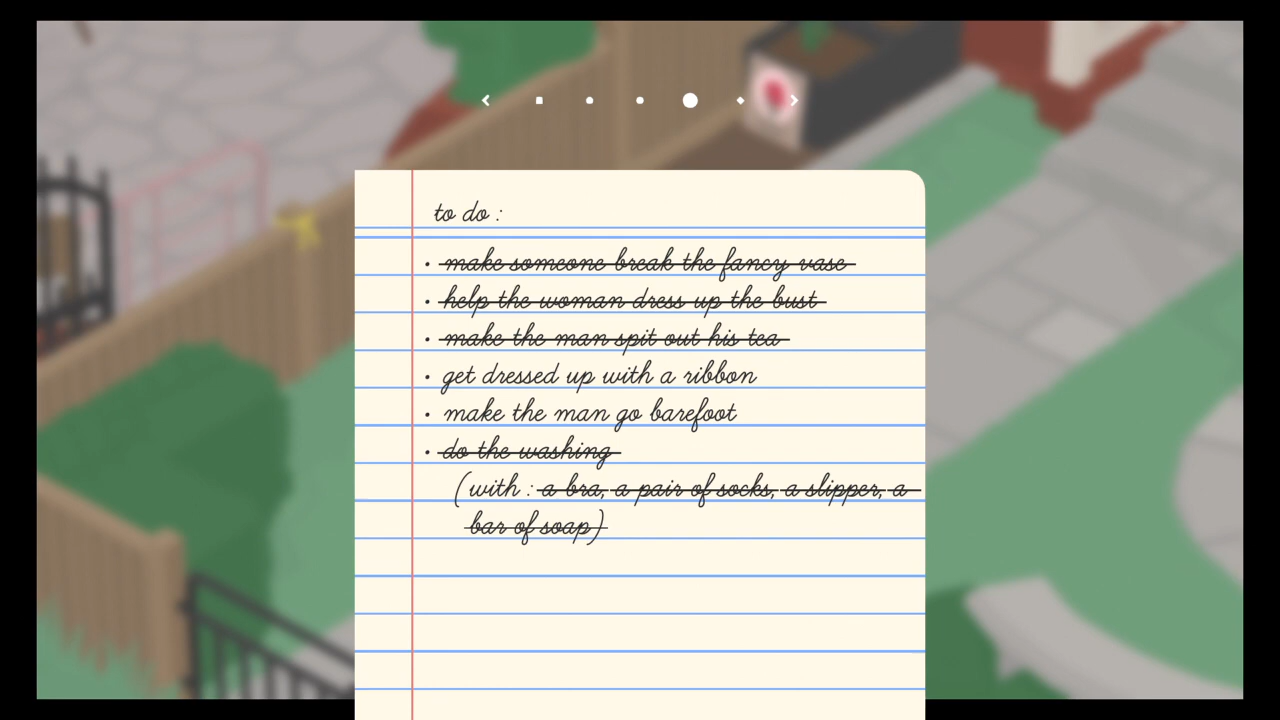 to do :
• make someone break the fancy vase
• help the woman dress up the bust
• make the man spit out his tea
• get dressed up with a ribbon
• make the man go barefoot
• do the washing
(with : a bra, a pair of socks, a slipper, a
bar of soap)